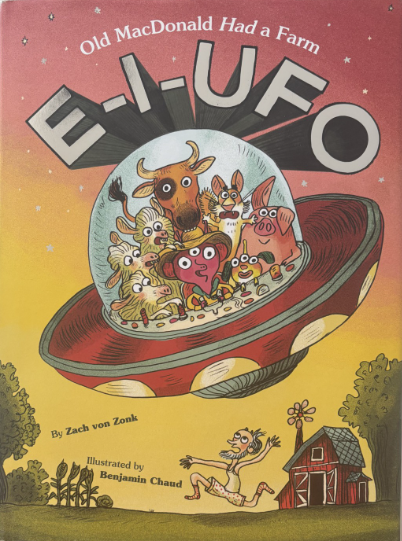 Old MacDonald Had a Farm
E-I-UFO
By Zach von Zonk
Illustrated by
Benjamin Chaud